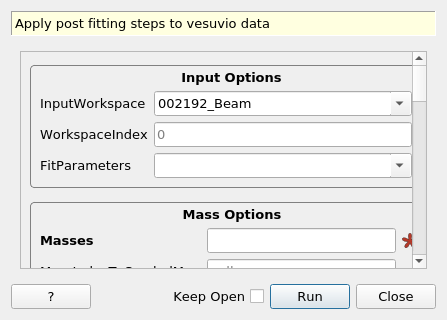 Apply post fitting steps to vesuvio data
Input Options
InputWorkspace 002192_Beam
WorkspaceIndex 0
FitParameters
Mass Options
Masses
? Keep Open Run Close